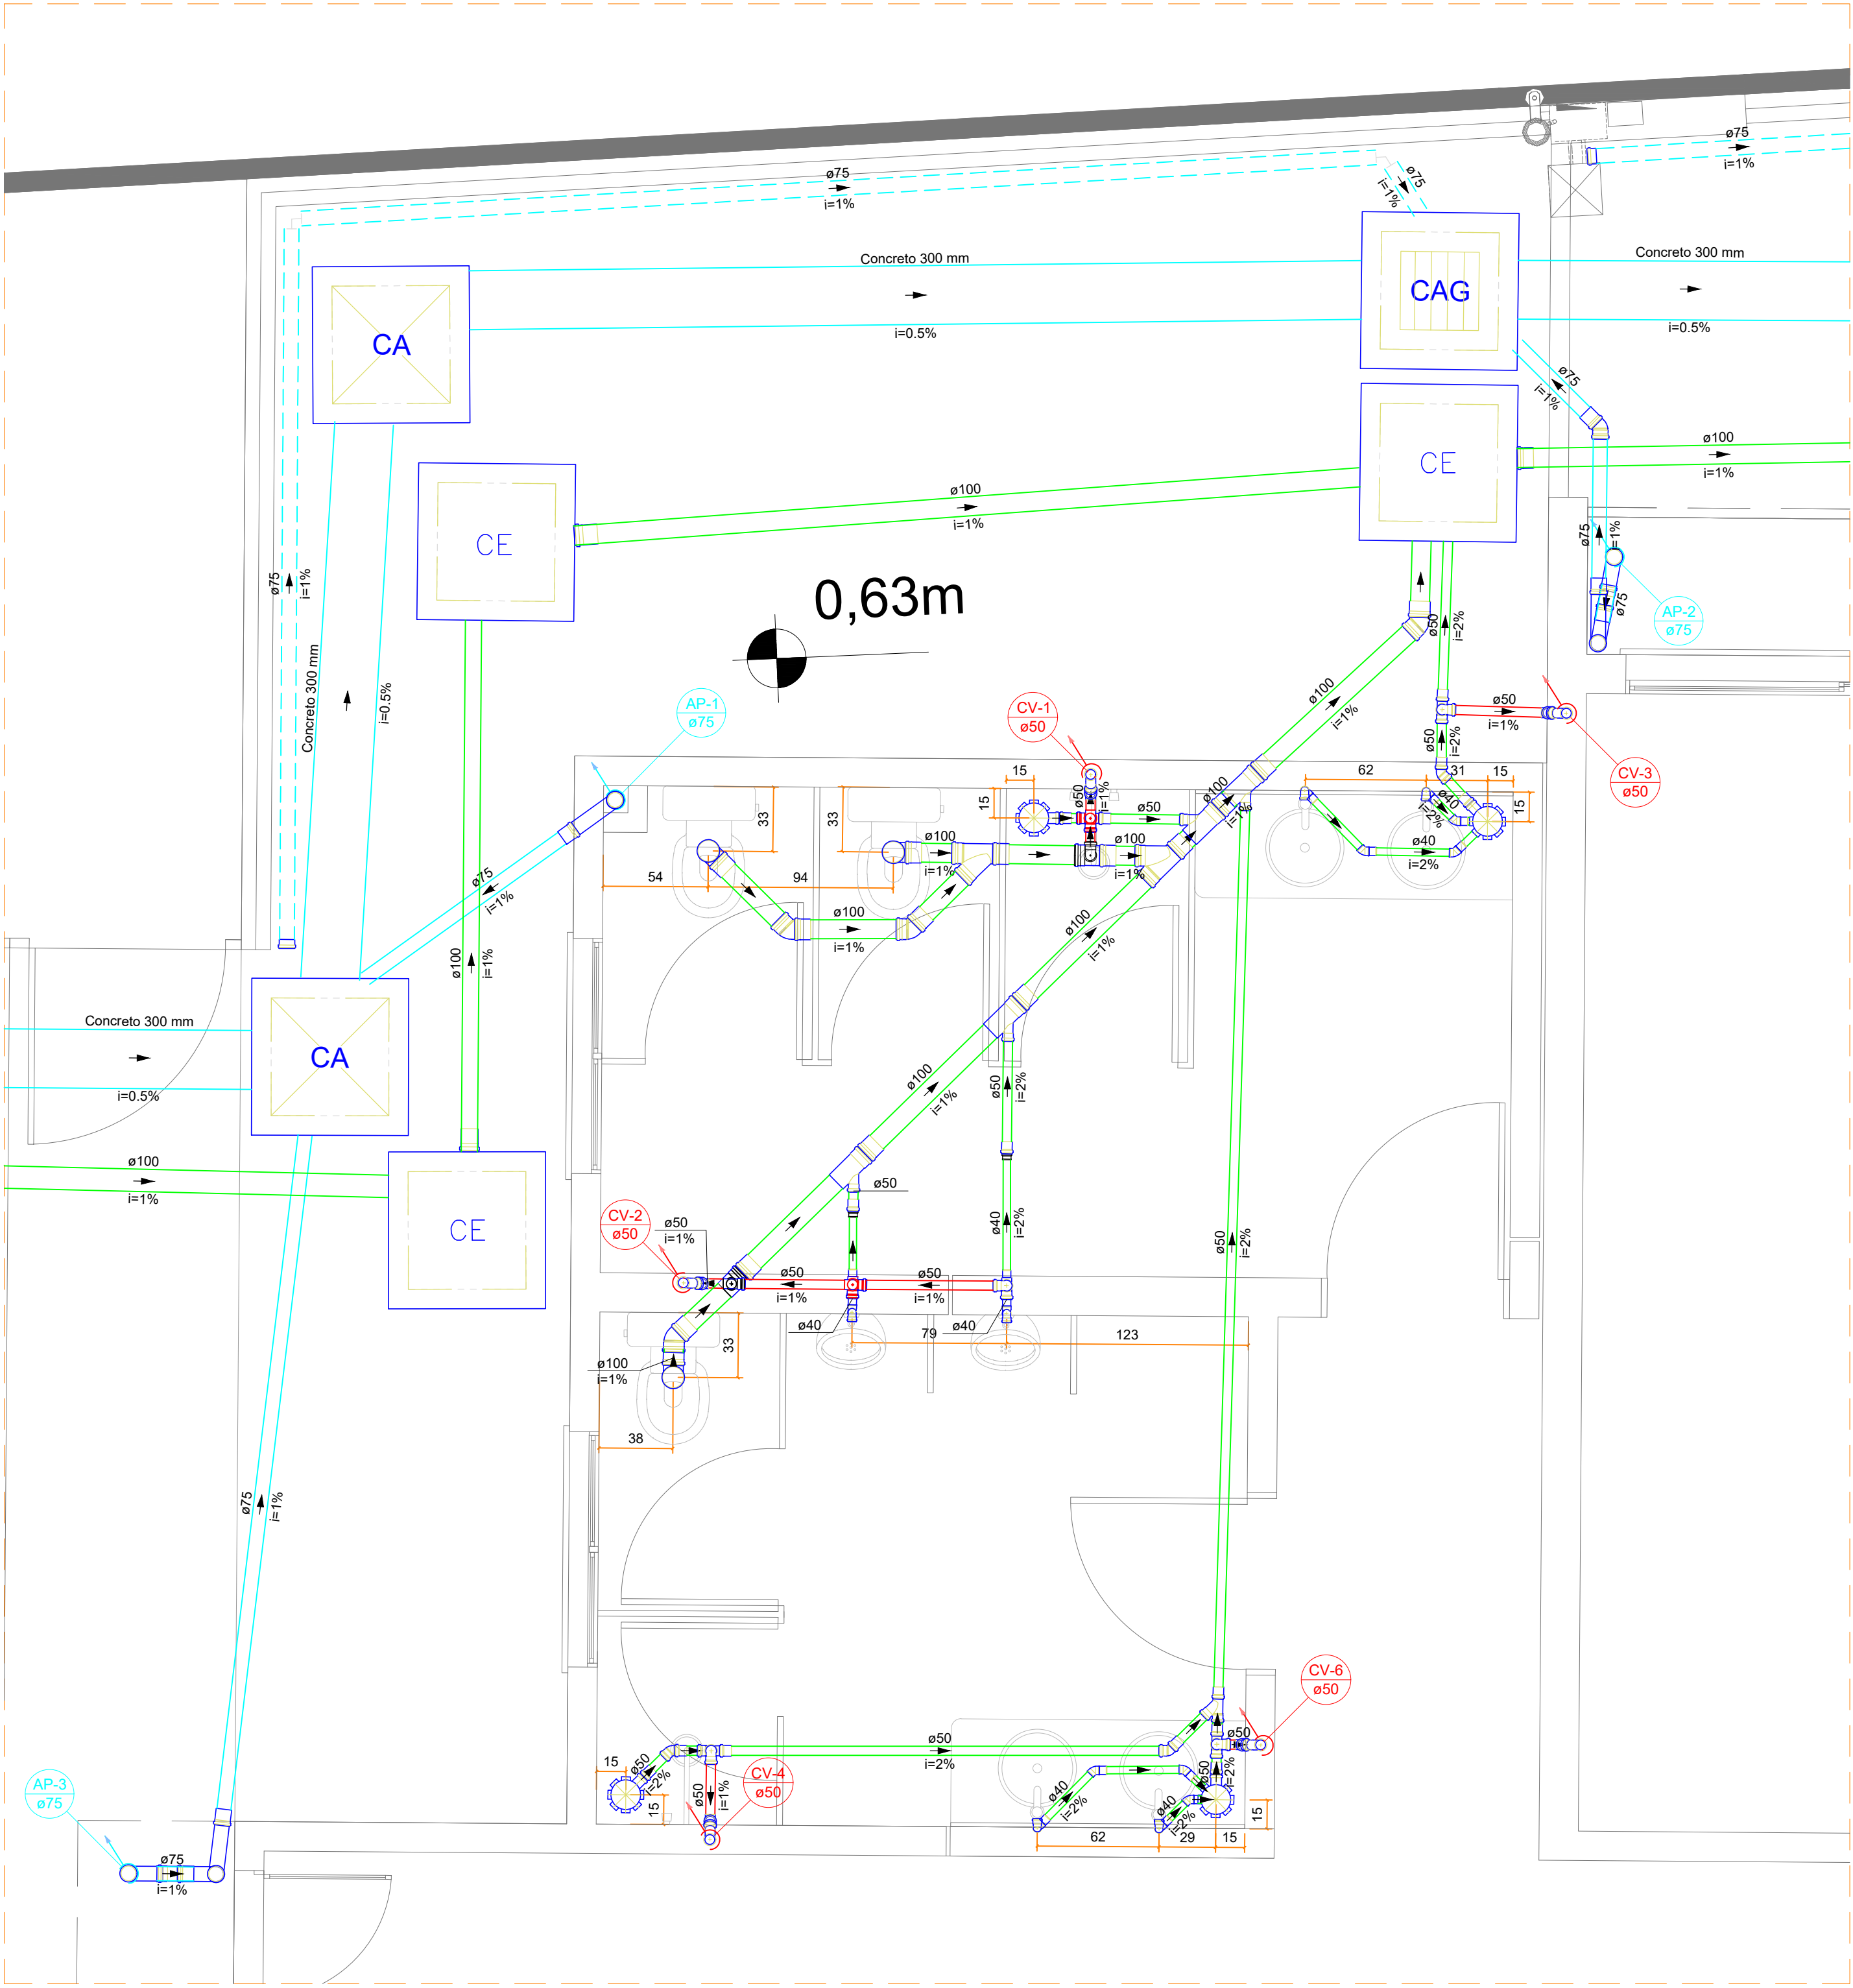 ø75
i=1%
ø75
i=1%
ø75
i=1%
Concreto 300 mm
i=0.5%
Concreto 300 mm
i=0.5%
CA
CAG
ø75
i=1%
CE
ø100
i=1%
CE
ø100
i=1%
ø75
i=1%
ø75
i=1%
ø75
AP-2
ø75
0,63m
Concreto 300 mm
i=0.5%
ø50
i=2%
AP-1
ø75
CV-1
ø50
ø100
i=1%
ø50
i=1%
ø50
i=2%
CV-3
ø50
15
62
31
15
15
33
33
15
ø50
i=1%
ø50
ø100
i=1%
ø40
i=2%
ø40
i=2%
ø100
i=1%
ø100
i=1%
54
94
ø75
i=1%
ø100
i=1%
ø100
i=1%
ø100
i=1%
Concreto 300 mm
i=0.5%
CA
ø100
i=1%
ø50
i=2%
ø100
i=1%
CE
ø50
CV-2
ø50
ø50
i=1%
ø40
i=2%
ø50
i=2%
ø50
i=1%
ø50
i=1%
ø40
79
ø40
123
33
ø100
i=1%
38
ø75
i=1%
CV-6
ø50
ø50
i=2%
ø50
15
ø50
i=2%
15
ø50
i=1%
CV-4
ø50
ø40
i=2%
ø40
i=2%
ø50
i=2%
15
62
29
15
AP-3
ø75
ø75
i=1%